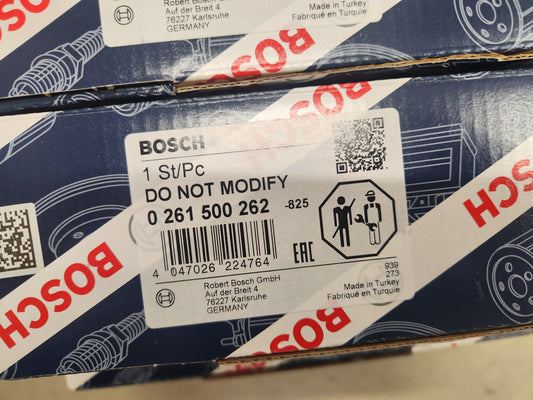 Robert Bosch GmbH
Auf der Breit 4
76227 Karlsruhe
GERMANY
Made in Turkey
Fabriqué en Turquie
BOSCH
BOSCH
BOSCH
1 St/Pc
DO NOT MODIFY
0 261 500 262 -825
4 047026 224764
EAC
939
273
Robert Bosch GmbH
Auf der Breit 4
76227 Karlsruhe
GERMANY
Made in Turkey
Fabriqué en Turquie
BOSCH
BOSCH
BOSCH
BOSCH